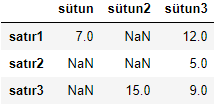 sütun sütun2 sütun3
satır1 7.0 NaN 12.0
satır2 NaN NaN 5.0
satır3 NaN 15.0 9.0